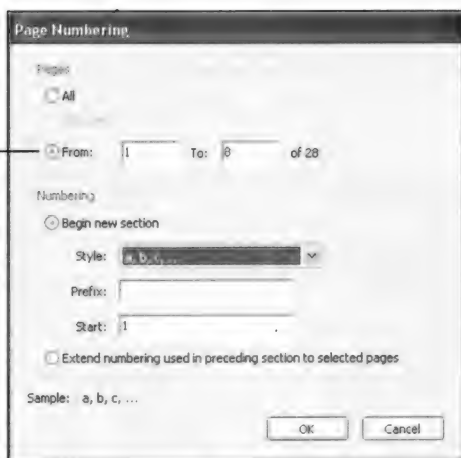 Page Numbering
Pages
All
From: 1 To: 8 of 28
Numbering
Begin new section
Style: a, b, c, ...
Prefix:
Start: 1
Extend numbering used in preceding section to selected pages
Sample: a, b, c, ...
OK Cancel